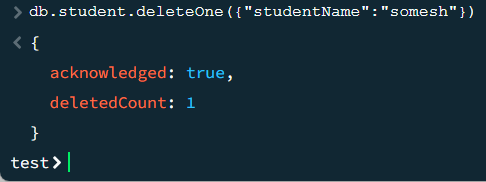 > db.student.deleteOne({"studentName":"somesh"})
< {
acknowledged: true,
deletedCount: 1
}
test>